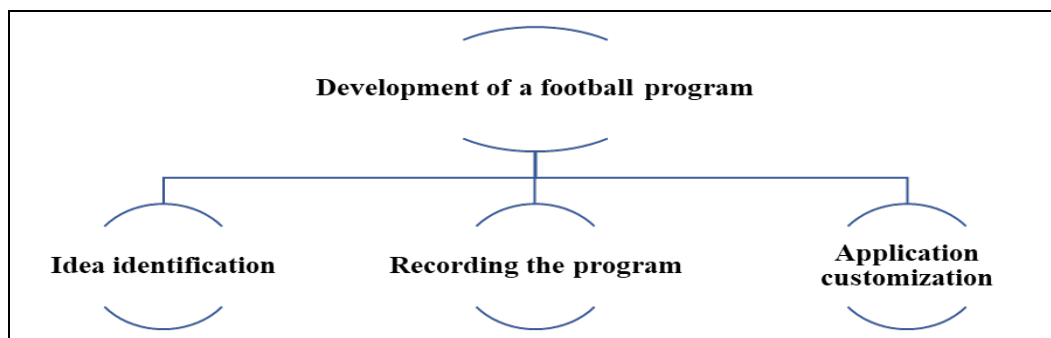 Development of a football program
Idea identification
Recording the program
Application
customization